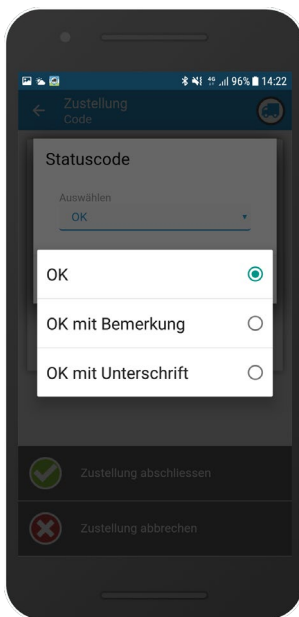 96% 14:22
Zustellung
Code
Statuscode
Auswählen
OK
OK
OK mit Bemerkung
OK mit Unterschrift
Zustellung abschliessen
Zustellung abbrechen